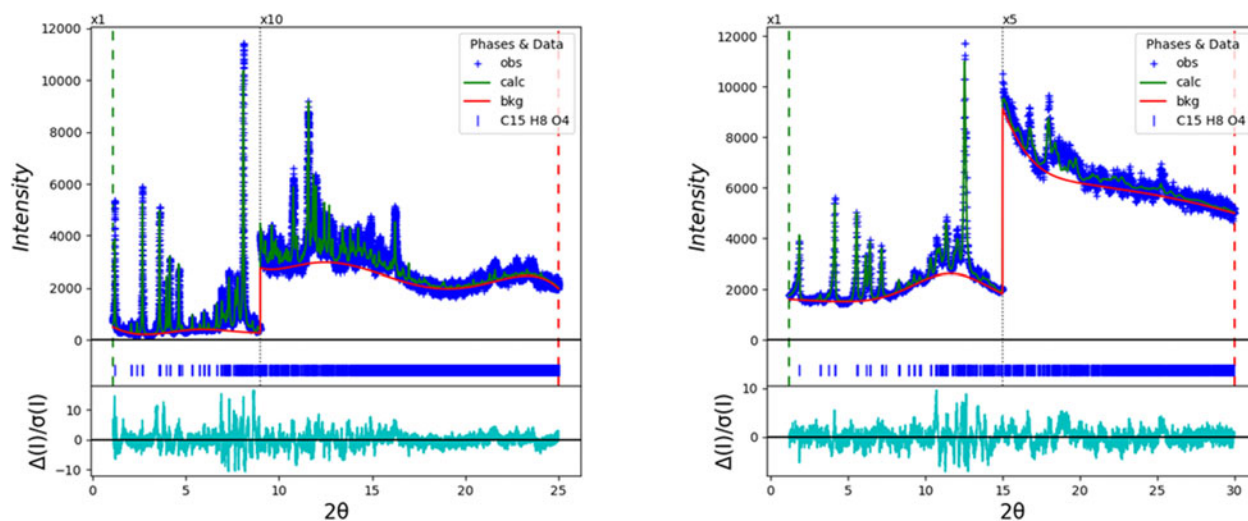 x1 x10
12000
10000
8000
6000
4000
2000
0
Intensity
Phases & Data
obs
calc
bkg
C15 H8 O4
10
0
−10
Δ(I)/σ(I)
0 5 10 15 20 25
2θ
x1 x5
12000
10000
8000
6000
4000
2000
0
Intensity
Phases & Data
obs
calc
bkg
C15 H8 O4
10
0
Δ(I)/σ(I)
0 5 10 15 20 25 30
2θ